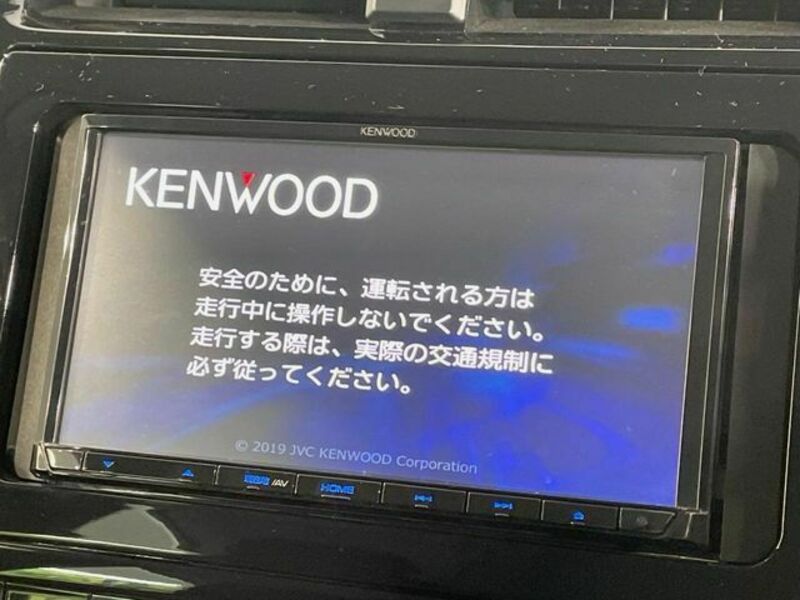 KENWOOD
KENWOOD
安全のために、運転される方は
走行中に操作しないでください。
走行する際は、実際の交通規制に
必ず従ってください。
© 2019 JVC KENWOOD Corporation
/AV HOME